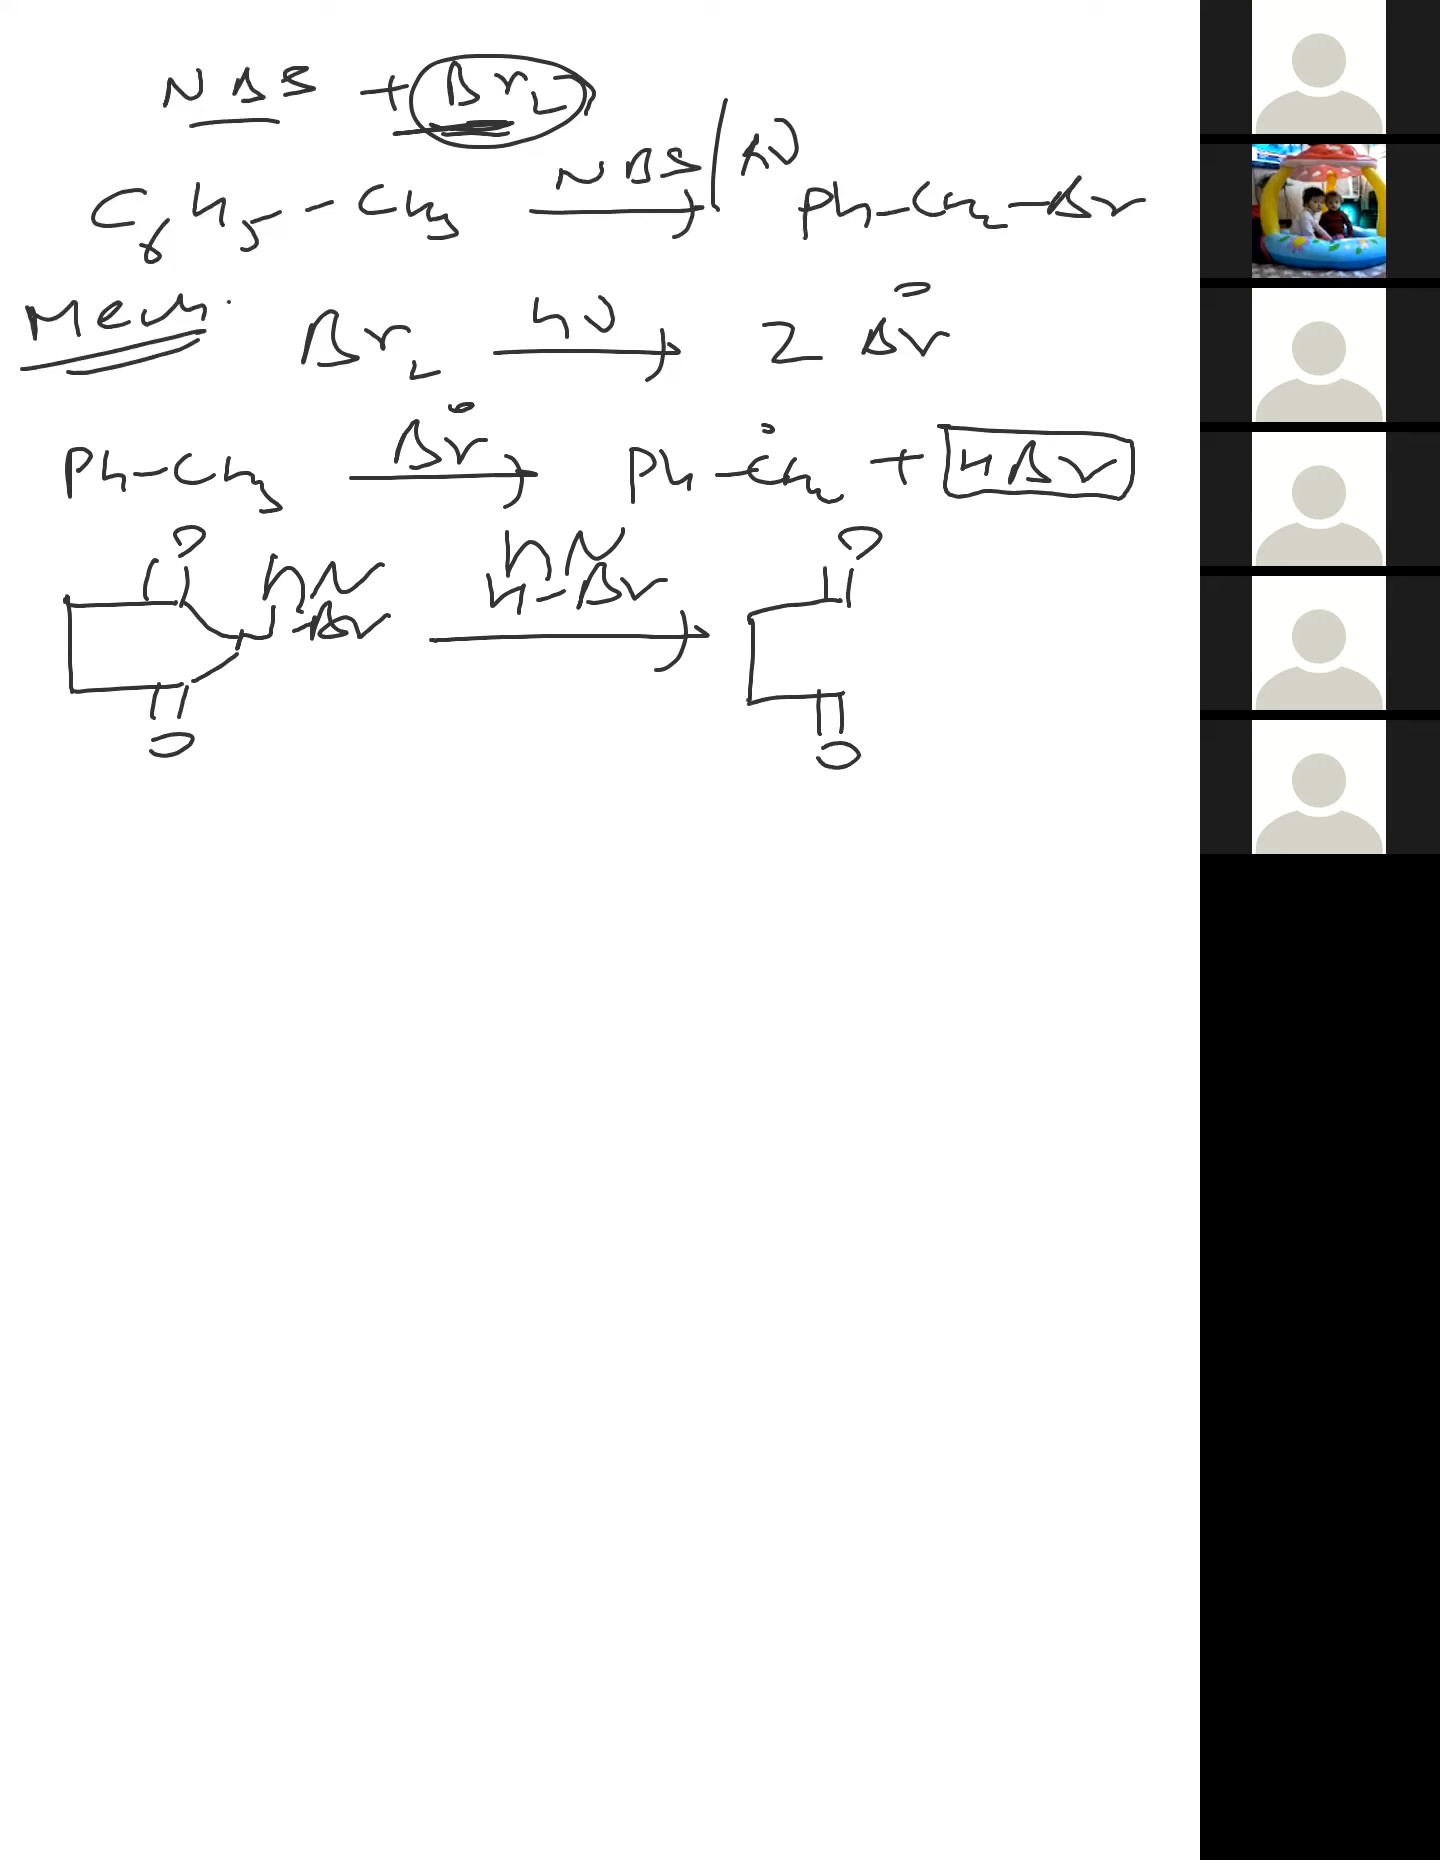 NBS + Br2
C6H5 - CH3 NBS/hν Ph-CH2-Br
Mech.
Br2 hν 2 Br•
Ph-CH3 Br• Ph-CH2• + HBr
O
N-Br H-Br
O
O
O